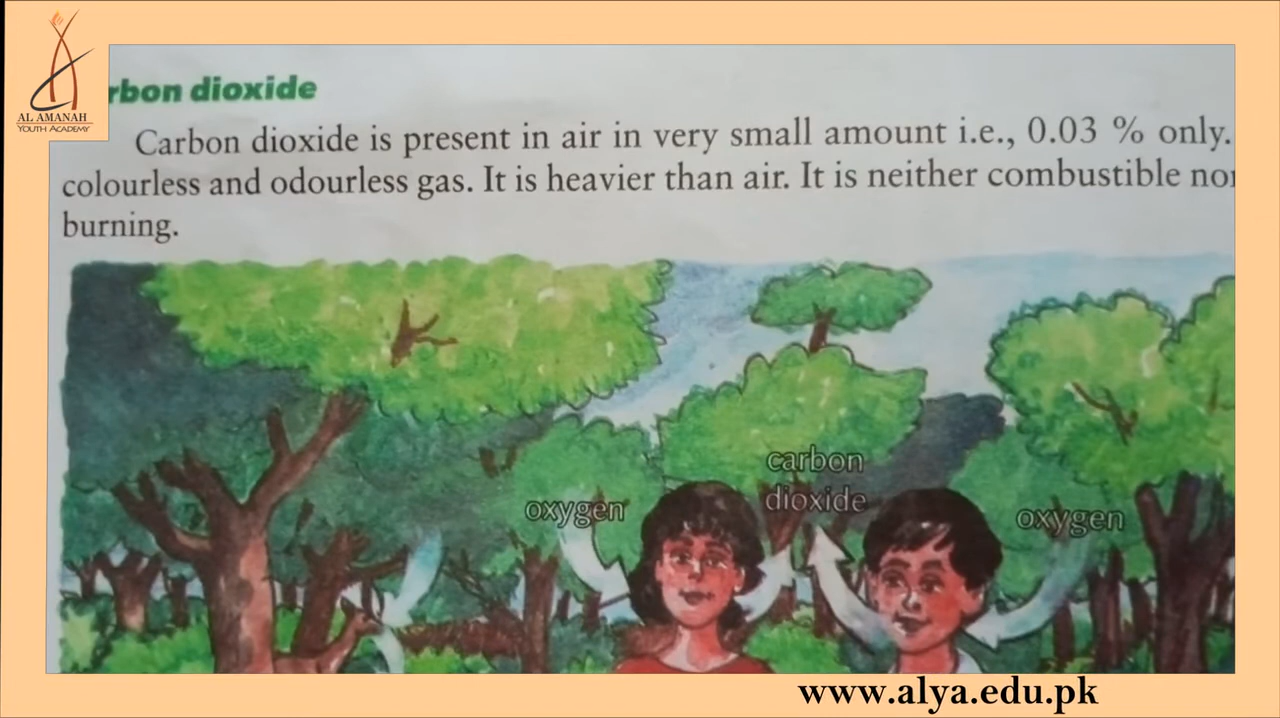 AL AMANAH
YOUTH ACADEMY
rbon dioxide
Carbon dioxide is present in air in very small amount i.e., 0.03 % only.
colourless and odourless gas. It is heavier than air. It is neither combustible
burning.
carbon
dioxide
oxygen
oxygen
www.alya.edu.pk